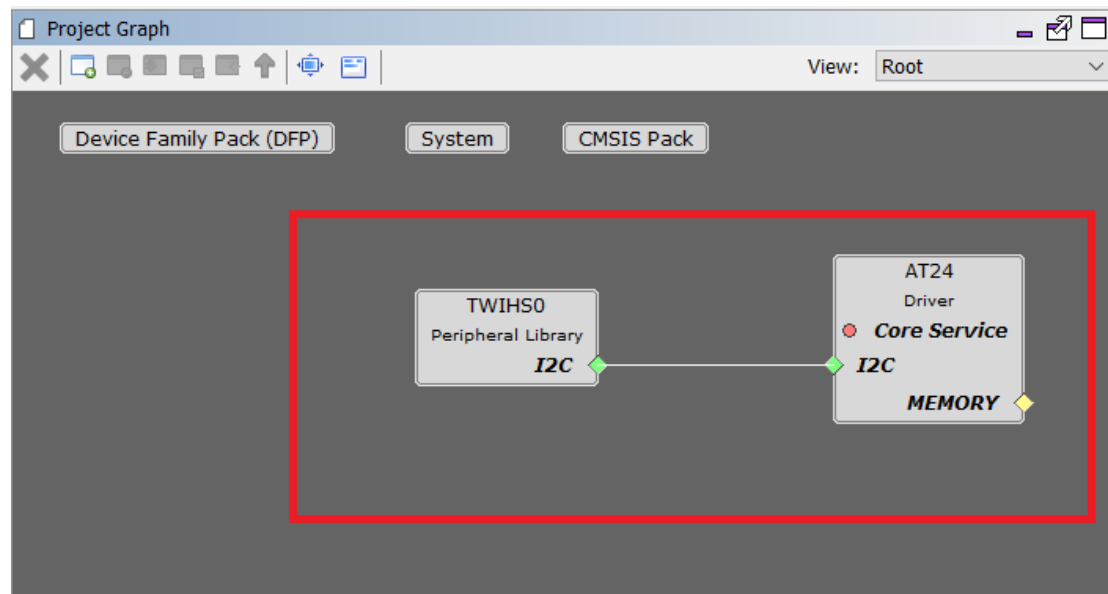 Project Graph
View: Root
Device Family Pack (DFP) System CMSIS Pack
TWIHS0
Peripheral Library
I2C
AT24
Driver
Core Service
I2C
MEMORY